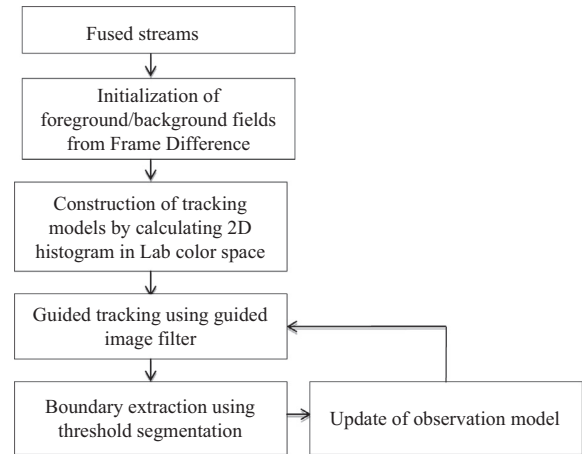 Fused streams
Initialization of
foreground/background fields
from Frame Difference
Construction of tracking
models by calculating 2D
histogram in Lab color space
Guided tracking using guided
image filter
Boundary extraction using
threshold segmentation
Update of observation model